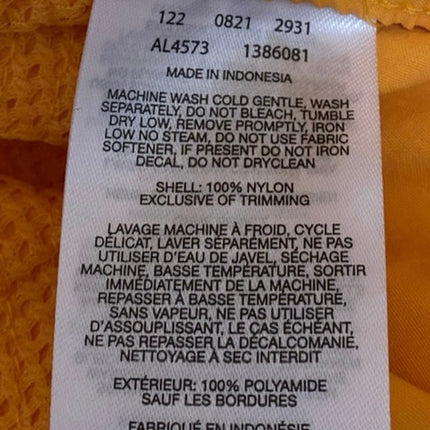 122 0821 2931
AL4573 1386081
MADE IN INDONESIA
MACHINE WASH COLD GENTLE, WASH
SEPARATELY, DO NOT BLEACH, TUMBLE
DRY LOW, REMOVE PROMPTLY, IRON
LOW NO STEAM, DO NOT USE FABRIC
SOFTENER, IF PRESENT DO NOT IRON
DECAL, DO NOT DRYCLEAN
SHELL: 100% NYLON
EXCLUSIVE OF TRIMMING
LAVAGE MACHINE À FROID, CYCLE
DÉLICAT, LAVER SÉPARÉMENT, NE PAS
UTILISER D'EAU DE JAVEL, SÉCHAGE
MACHINE, BASSE TEMPÉRATURE, SORTIR
IMMÉDIATEMENT DE LA MACHINE,
REPASSER À BASSE TEMPÉRATURE,
SANS VAPEUR, NE PAS UTILISER
D'ASSOUPLISSANT, LE CAS ÉCHÉANT,
NE PAS REPASSER LA DÉCALCOMANIE,
NETTOYAGE À SEC INTERDIT
EXTÉRIEUR: 100% POLYAMIDE
SAUF LES BORDURES
FABRIQUÉ EN INDONÉSIE